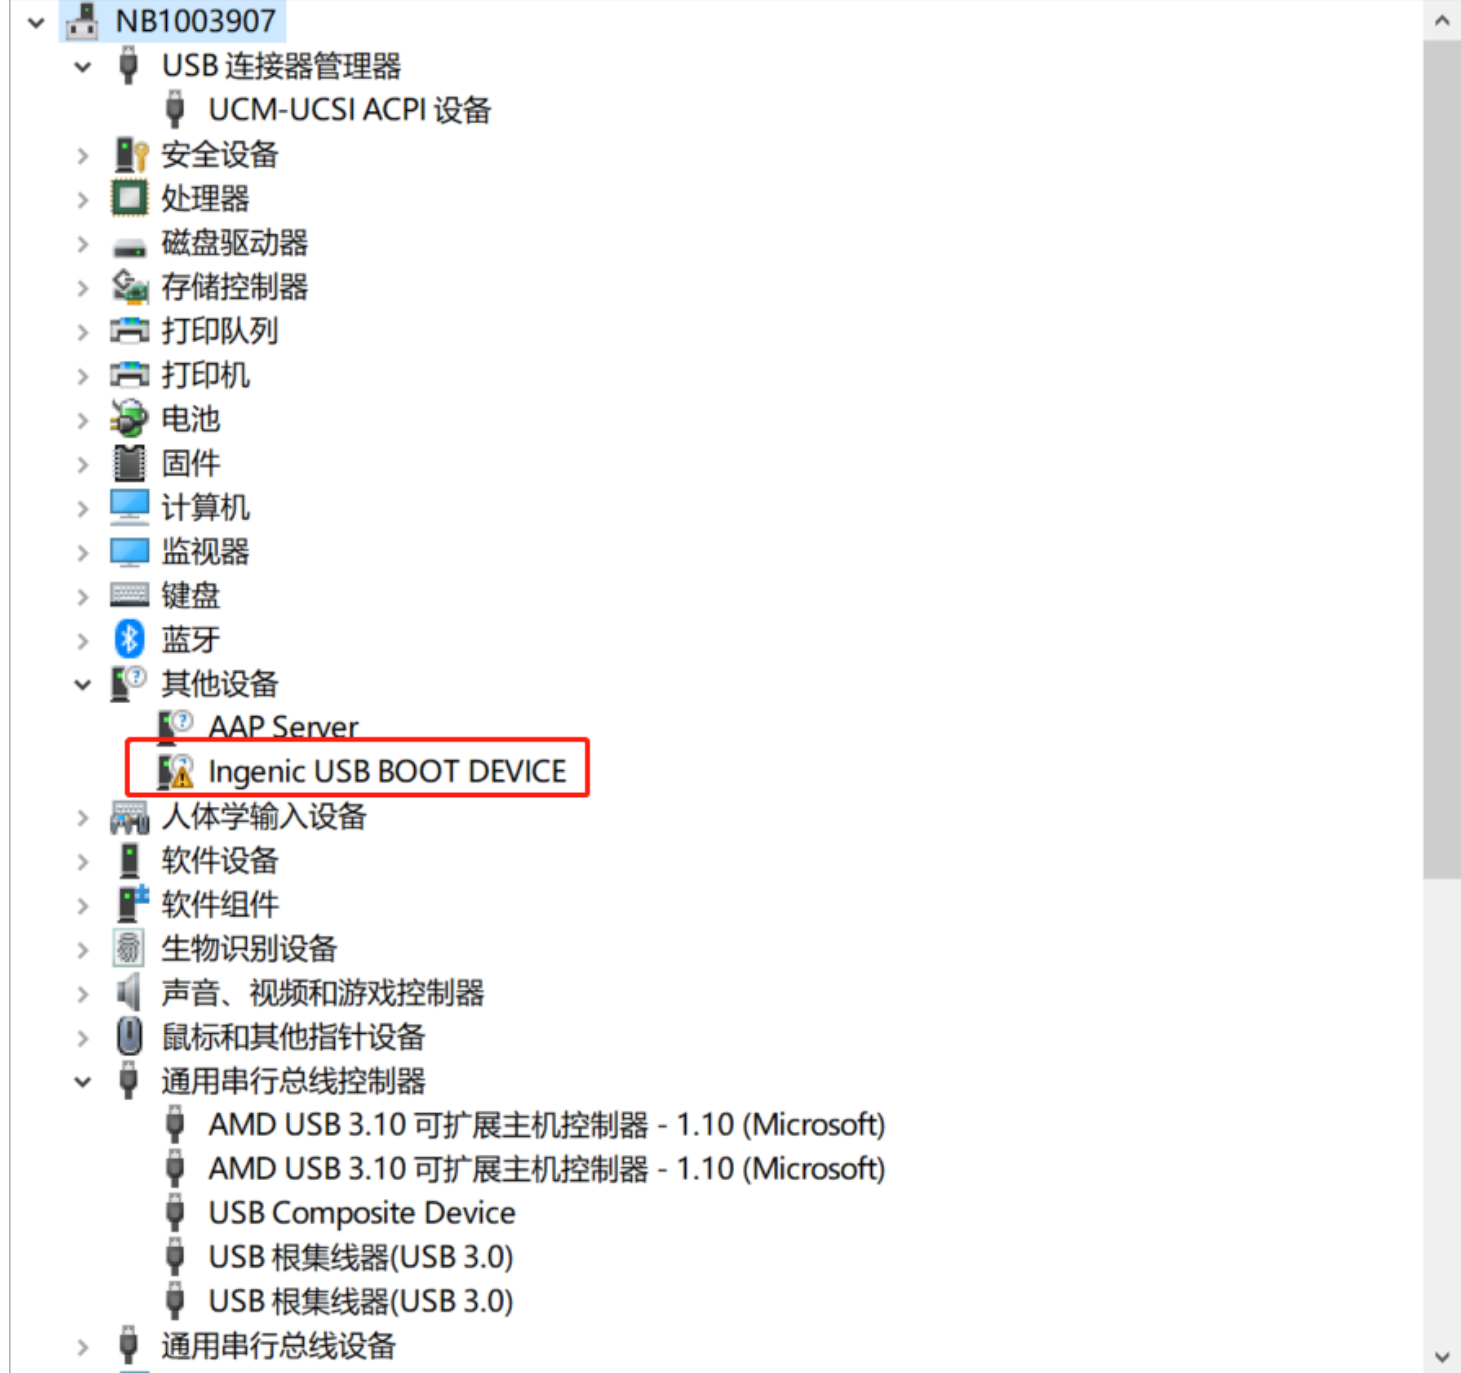 NB1003907
USB 连接器管理器
UCM-UCSI ACPI 设备
安全设备
处理器
磁盘驱动器
存储控制器
打印队列
打印机
电池
固件
计算机
监视器
键盘
蓝牙
其他设备
AAP Server
Ingenic USB BOOT DEVICE
人体学输入设备
软件设备
软件组件
生物识别设备
声音、视频和游戏控制器
鼠标和其他指针设备
通用串行总线控制器
AMD USB 3.10 可扩展主机控制器 - 1.10 (Microsoft)
AMD USB 3.10 可扩展主机控制器 - 1.10 (Microsoft)
USB Composite Device
USB 根集线器(USB 3.0)
USB 根集线器(USB 3.0)
通用串行总线设备